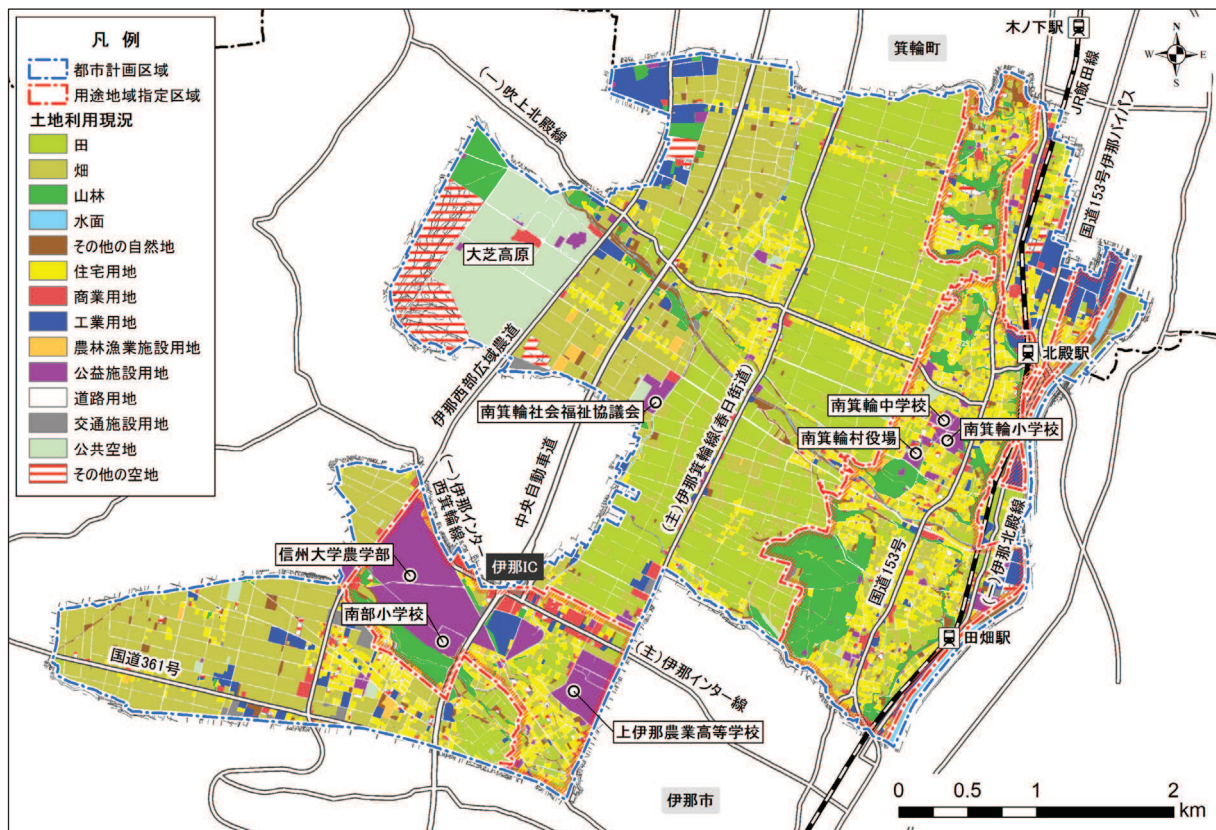 凡 例
都市計画区域
用途地域指定区域
土地利用現況
田
畑
山林
水面
その他の自然地
住宅用地
商業用地
工業用地
農林漁業施設用地
公益施設用地
道路用地
交通施設用地
公共空地
その他の空地
木ノ下駅
箕輪町
N
W
E
S
(一)吹上北殿線
JR飯田線
国道153号伊那バイパス
大芝高原
伊那西部広域農道
北殿駅
南箕輪社会福祉協議会
(主)伊那箕輪線(春日街道)
南箕輪中学校
南箕輪小学校
南箕輪村役場
中央自動車道
(一)伊那インター
西箕輪線
信州大学農学部
伊那IC
国道153号
(一)伊那北殿線
南部小学校
田畑駅
国道361号
(主)伊那インター線
上伊那農業高等学校
伊那市
0 0.5 1 2
km